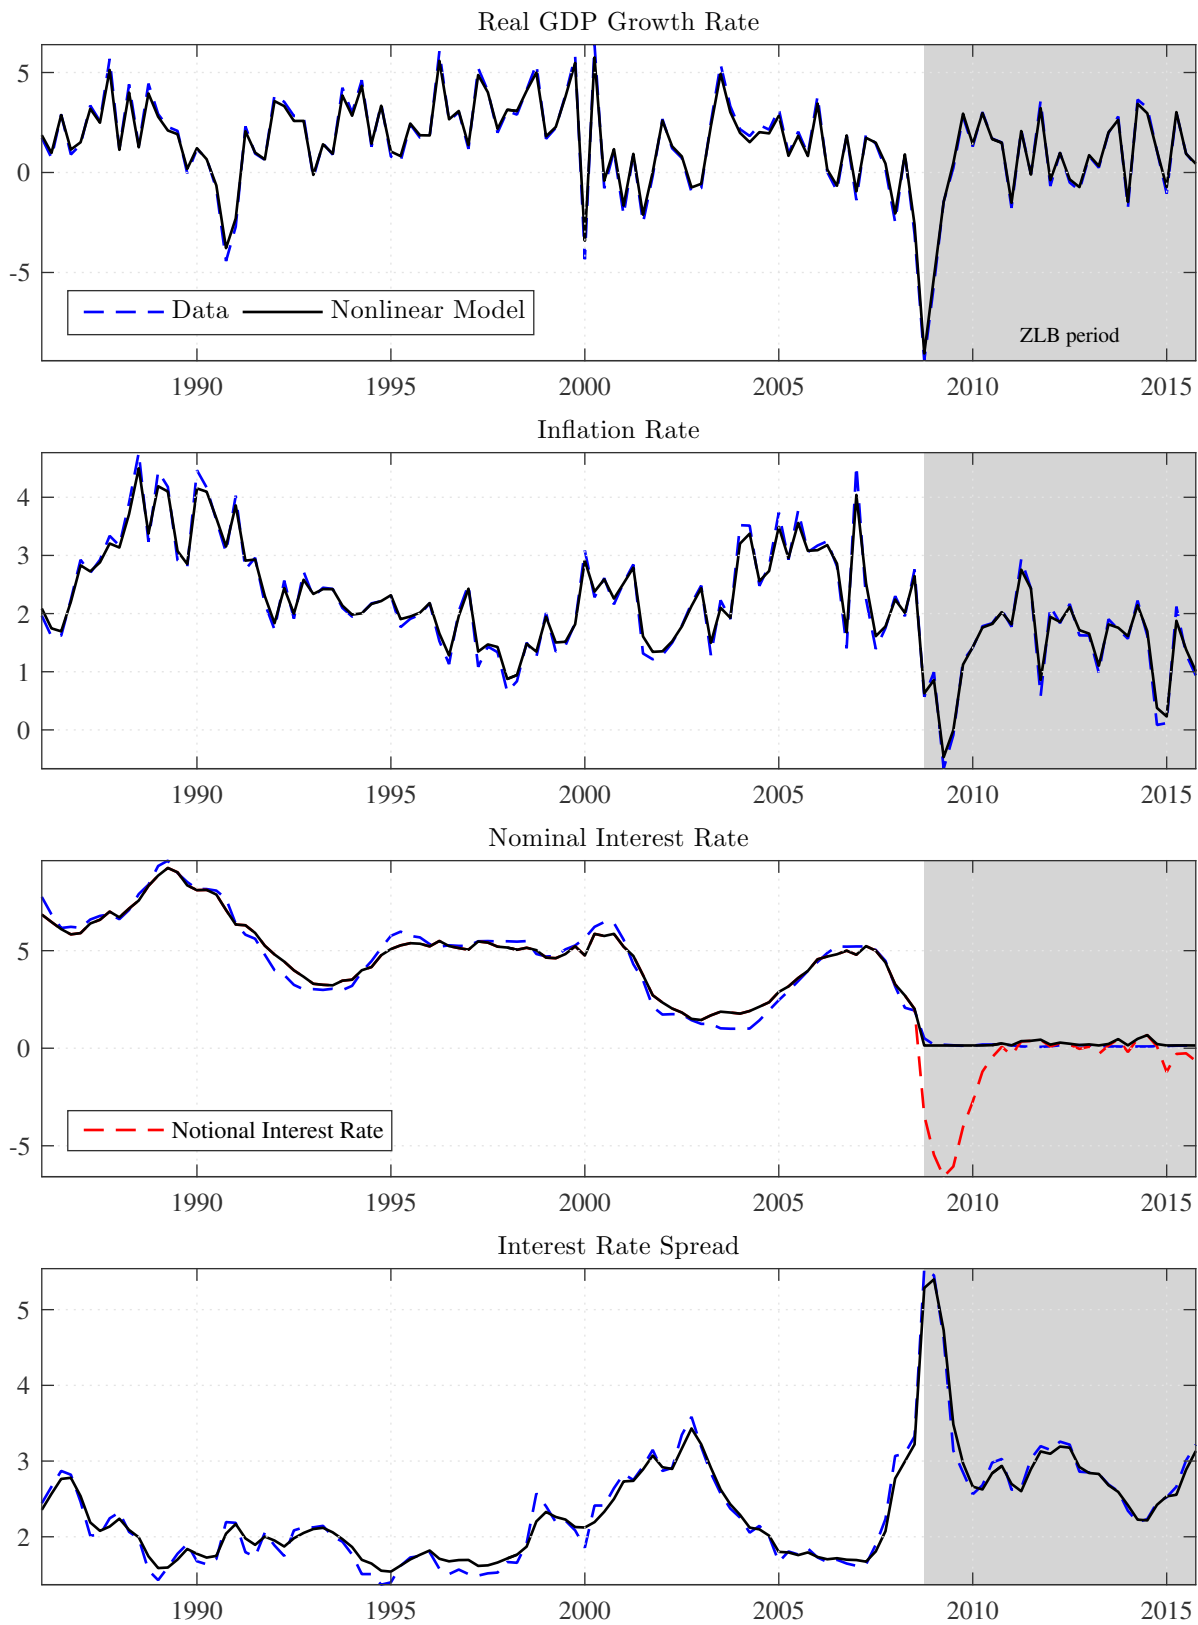 Real GDP Growth Rate
5
0
-5
Data Nonlinear Model
ZLB period
1990 1995 2000 2005 2010 2015
Inflation Rate
4
3
2
1
0
1990 1995 2000 2005 2010 2015
Nominal Interest Rate
5
0
-5
Notional Interest Rate
1990 1995 2000 2005 2010 2015
Interest Rate Spread
5
4
3
2
1990 1995 2000 2005 2010 2015